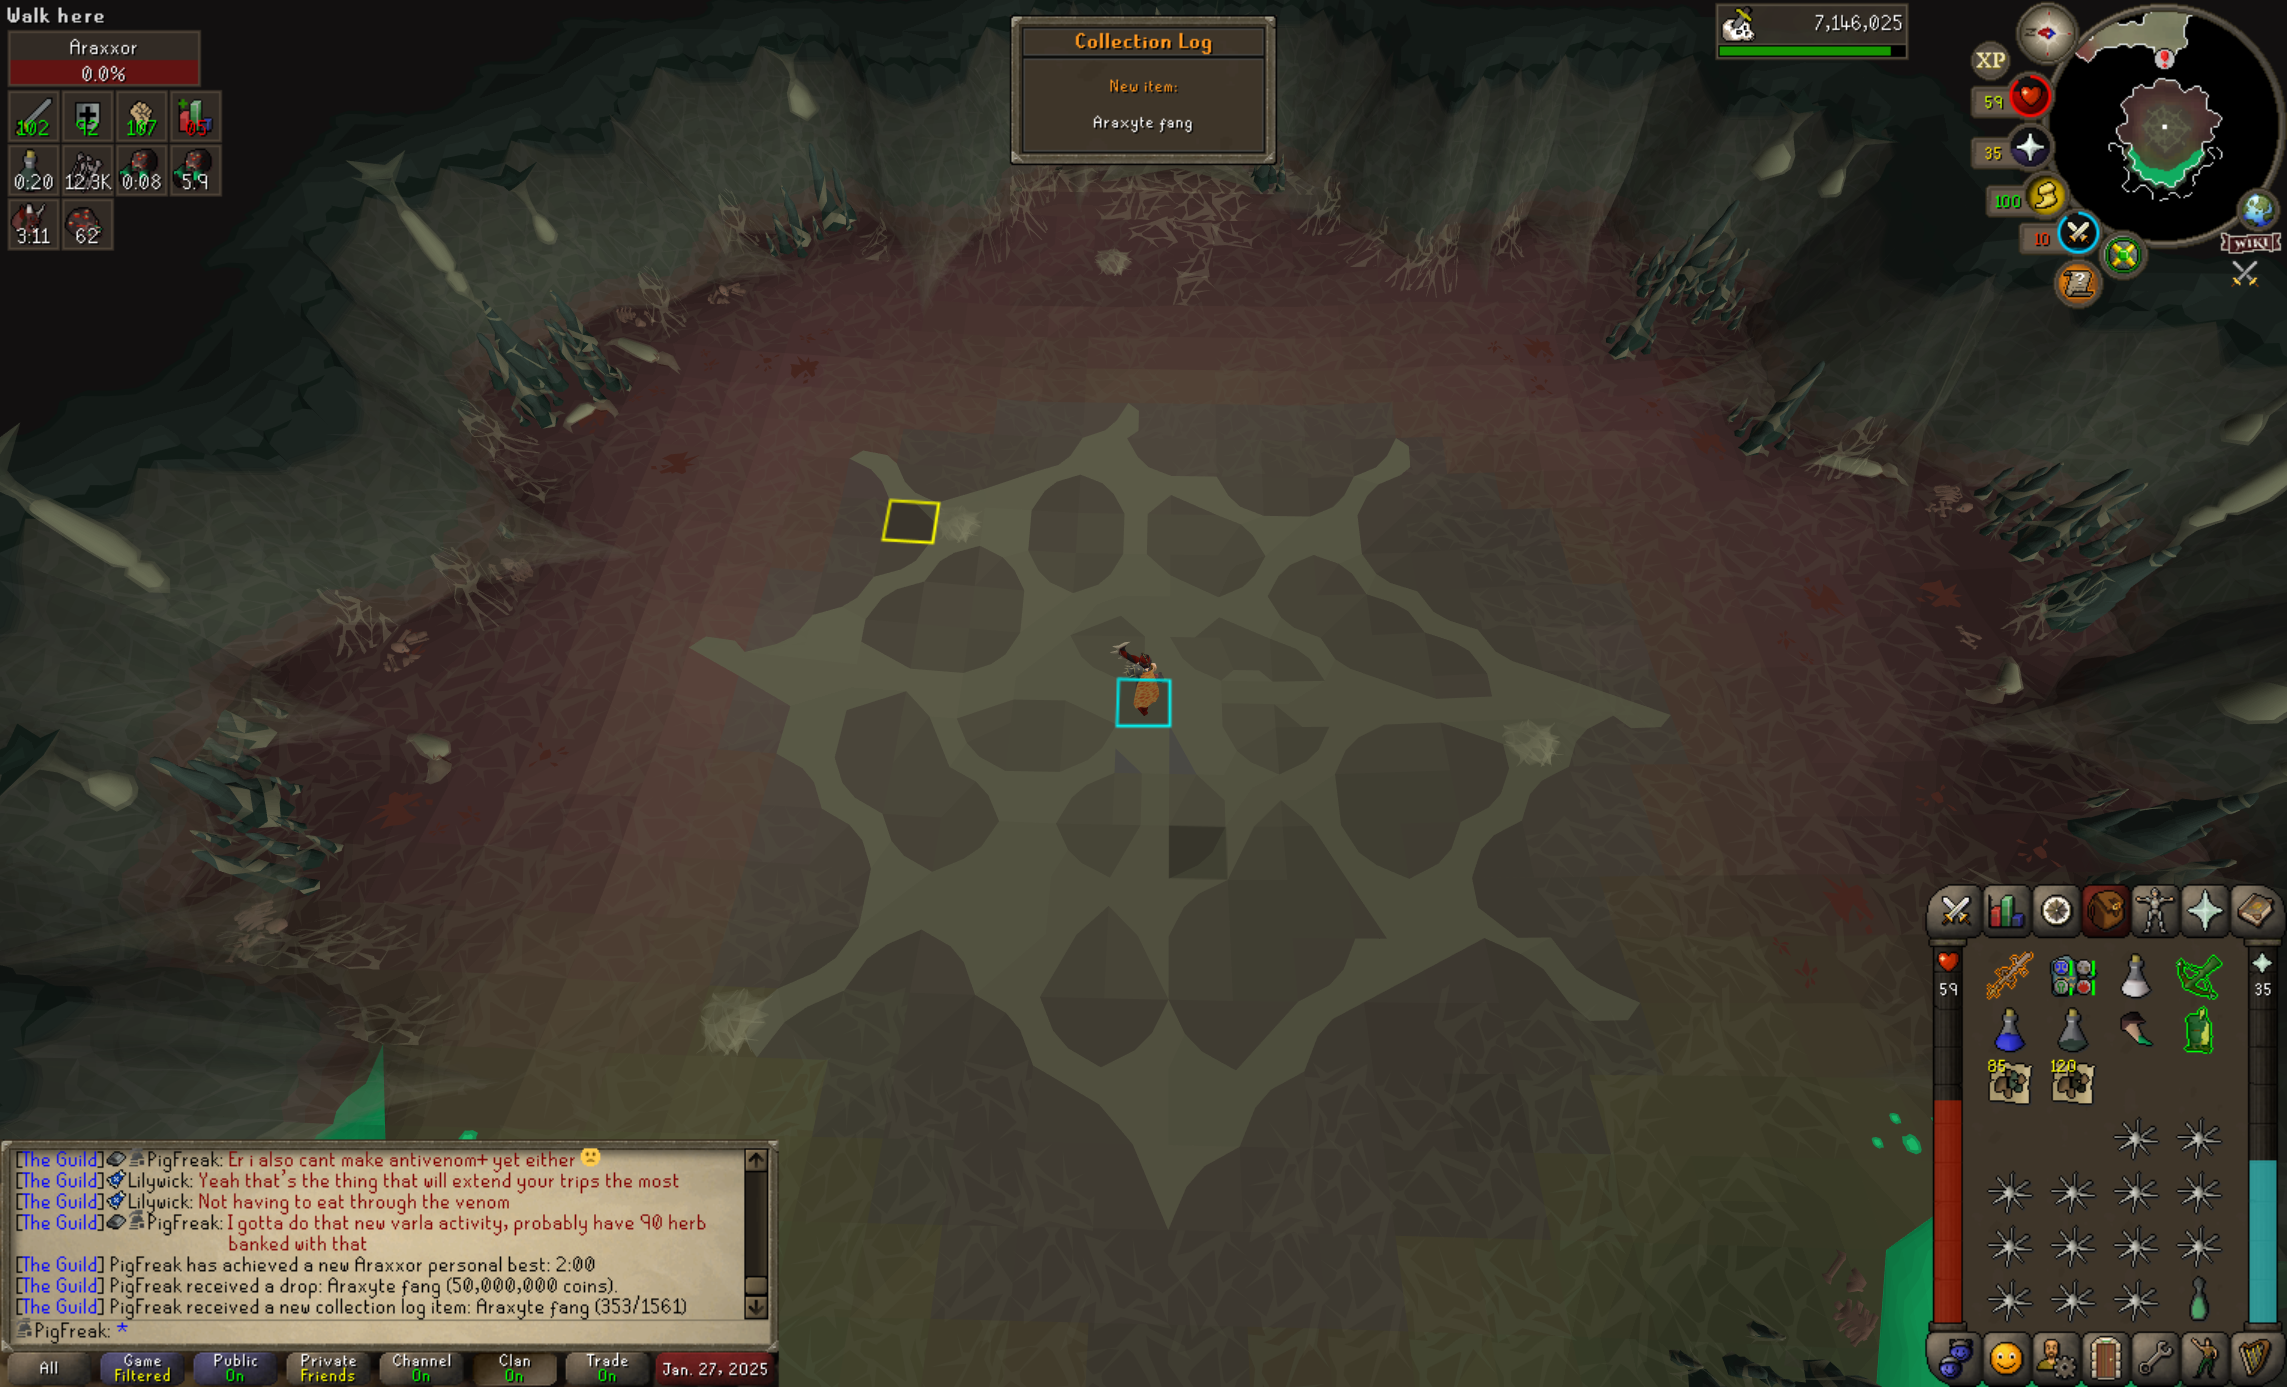 Walk here
Araxxor
0.0%
102
92
107
05
0:20
12.3K
0:08
5.9
3:11
62
Collection Log
New item:
Araxyte fang
7,146,025
XP
59
35
100
10
WIKI
59
35
85
120
[The Guild] PigFreak: Er i also cant make antivenom+ yet either
[The Guild] Lilywick: Yeah that's the thing that will extend your trips the most
[The Guild] Lilywick: Not having to eat through the venom
[The Guild] PigFreak: I gotta do that new varla activity, probably have 90 herb
banked with that
[The Guild] PigFreak has achieved a new Araxxor personal best: 2:00
[The Guild] PigFreak received a drop: Araxyte fang (50,000,000 coins).
[The Guild] PigFreak received a new collection log item: Araxyte fang (353/1561)
PigFreak: *
All
Game
Filtered
Public
On
Private
Friends
Channel
On
Clan
On
Trade
On
Jan. 27, 2025